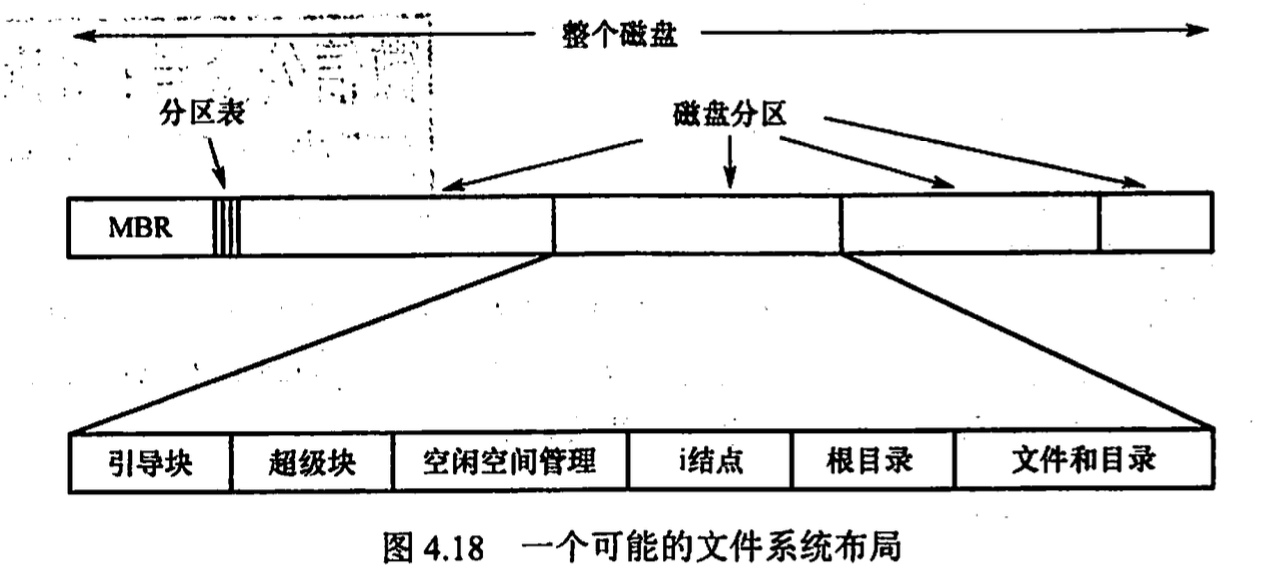 整个磁盘
分区表
磁盘分区
MBR
引导块 超级块 空闲空间管理 i结点 根目录 文件和目录
图 4.18 一个可能的文件系统布局